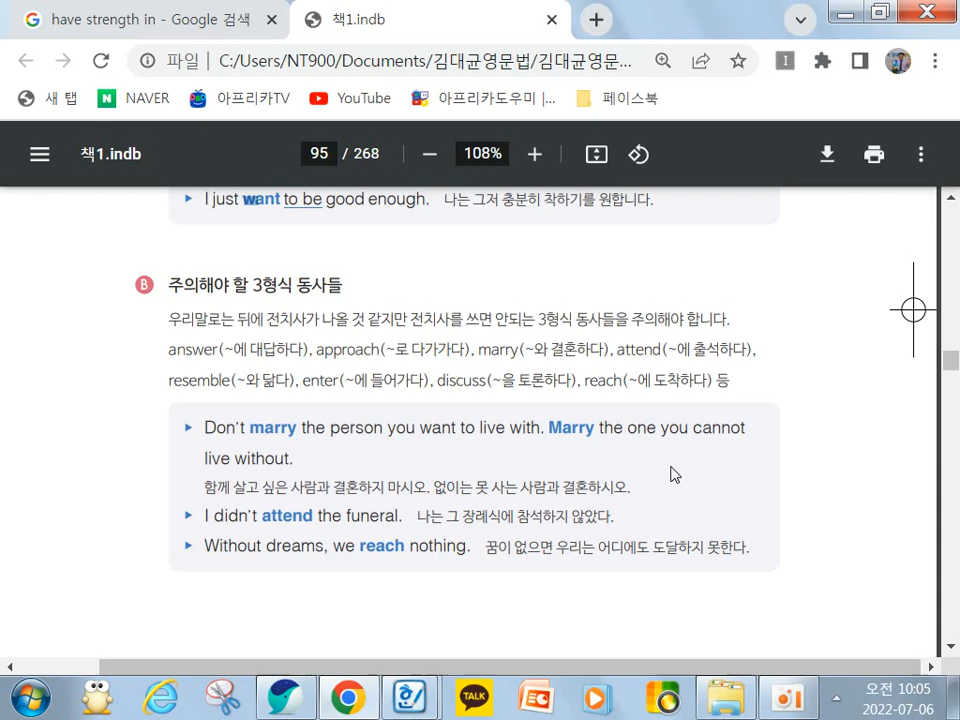 have strength in - Google 검색
책1.indb
파일
C:/Users/NT900/Documents/김대균영문법/김대균영문...
새 탭
NAVER
아프리카TV
YouTube
아프리카도우미 |...
페이스북
책1.indb
95 / 268
108%
I just want to be good enough. 나는 그저 충분히 착하기를 원합니다.
B 주의해야 할 3형식 동사들
우리말로는 뒤에 전치사가 나올 것 같지만 전치사를 쓰면 안되는 3형식 동사들을 주의해야 합니다.
answer(~에 대답하다), approach(~로 다가가다), marry(~와 결혼하다), attend(~에 출석하다),
resemble(~와 닮다), enter(~에 들어가다), discuss(~을 토론하다), reach(~에 도착하다) 등
Don't marry the person you want to live with. Marry the one you cannot
live without.
함께 살고 싶은 사람과 결혼하지 마시오. 없이는 못 사는 사람과 결혼하시오.
I didn't attend the funeral. 나는 그 장례식에 참석하지 않았다.
Without dreams, we reach nothing. 꿈이 없으면 우리는 어디에도 도달하지 못한다.
TALK
오전 10:05
2022-07-06